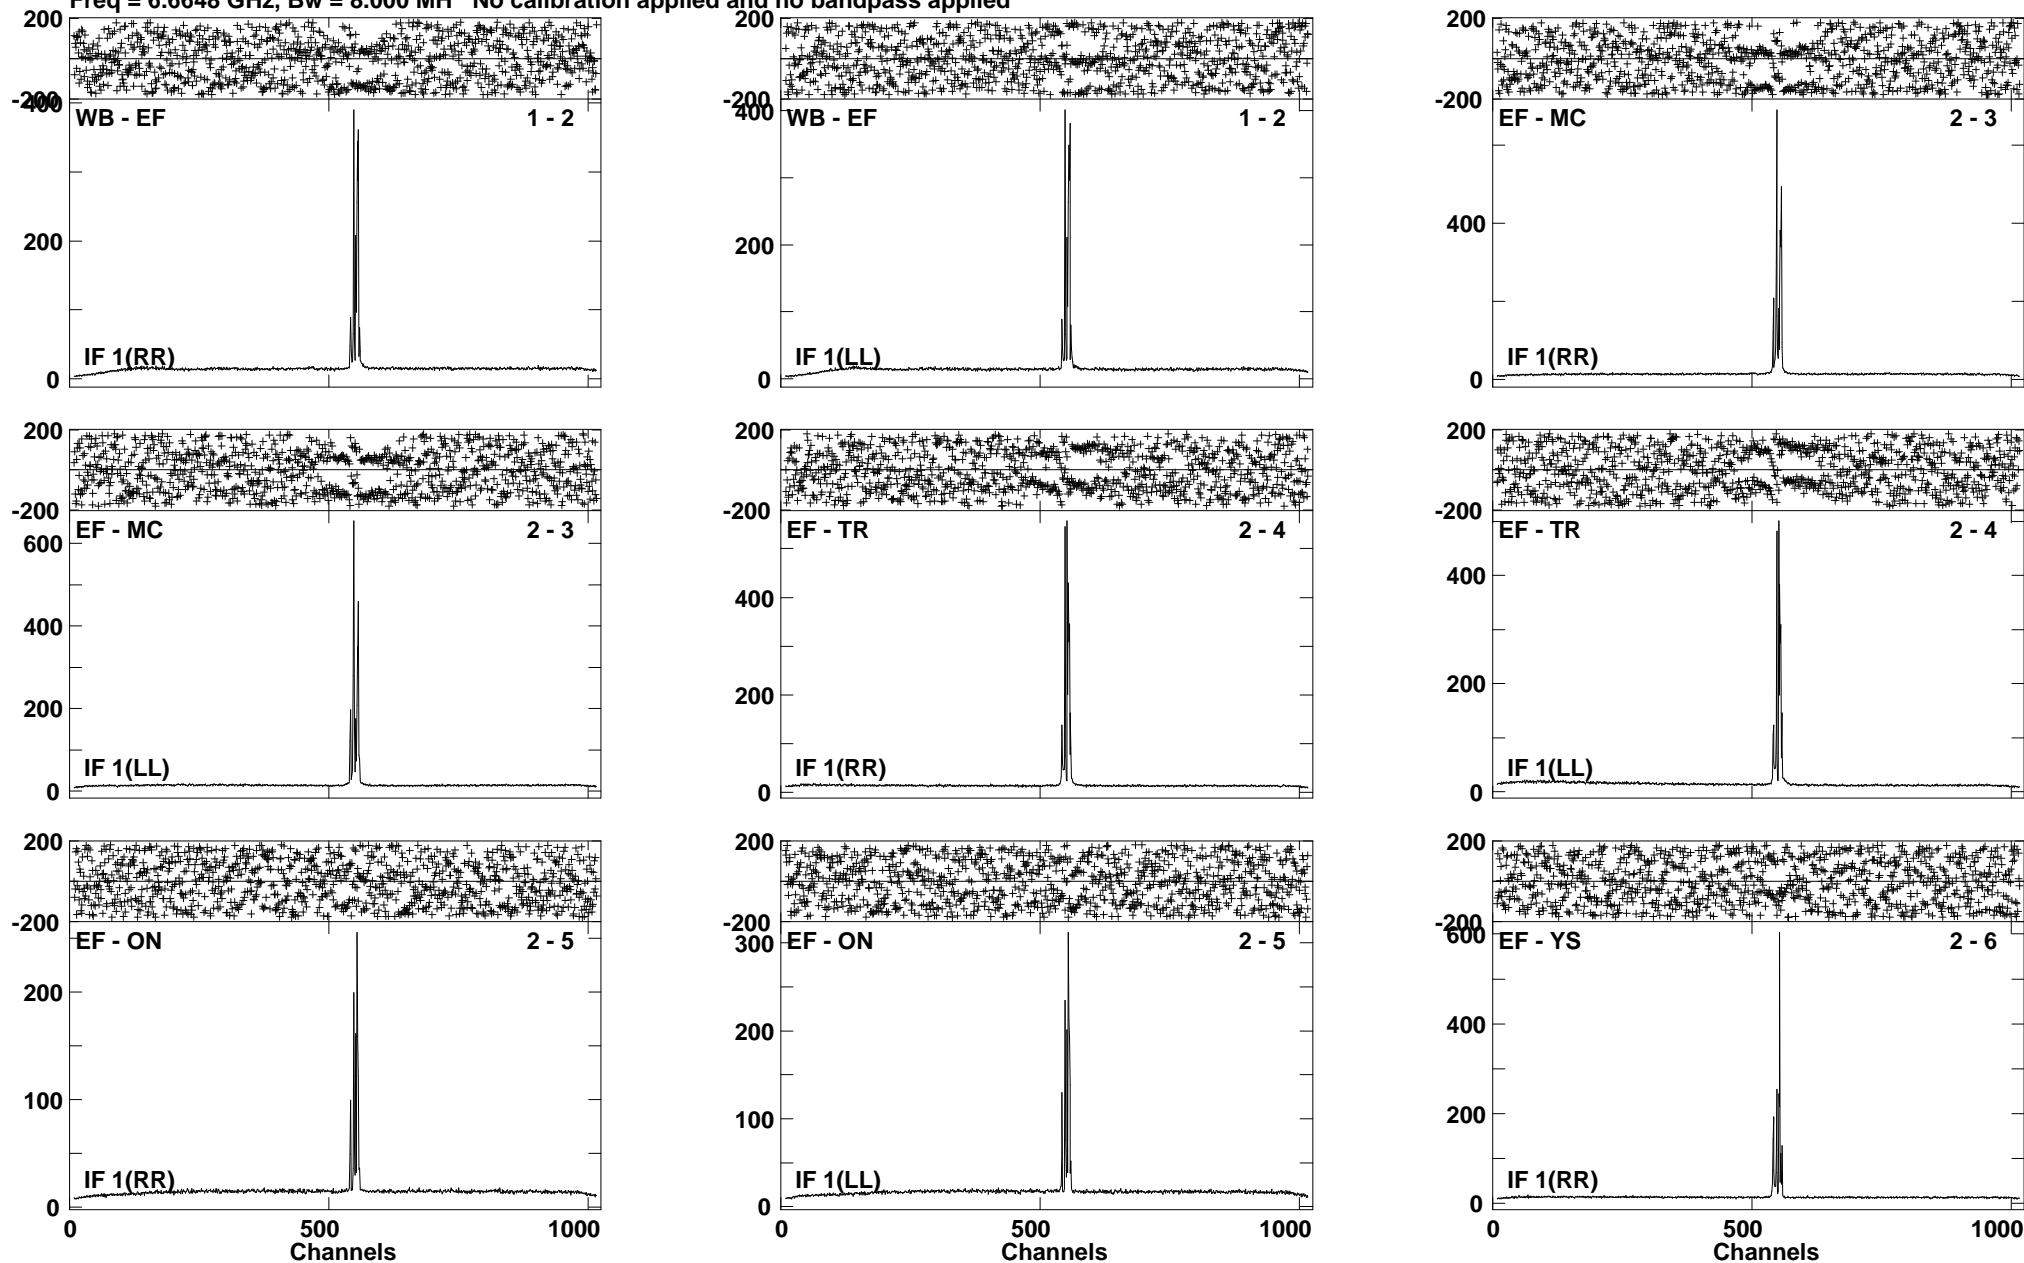 Freq = 6.6648 GHz, Bw = 8.000 MH No calibration applied and no bandpass applied
200 200 200
-200 -200 -200
400 400
WB - EF 1 - 2 WB - EF 1 - 2 EF - MC 2 - 3
200 200 400
IF 1(RR) IF 1(LL) IF 1(RR)
0 0 0
200 200 200
-200 -200 -200
EF - MC 2 - 3 EF - TR 2 - 4 EF - TR 2 - 4
600
400 400 400
200 200 200
IF 1(LL) IF 1(RR) IF 1(LL)
0 0 0
200 200 200
-200 -200 -200
300 600
EF - ON 2 - 5 EF - ON 2 - 5 EF - YS 2 - 6
200 200 400
100 100 200
IF 1(RR) IF 1(LL) IF 1(RR)
0 0 0
0 500 1000 0 500 1000 0 500 1000
Channels Channels Channels